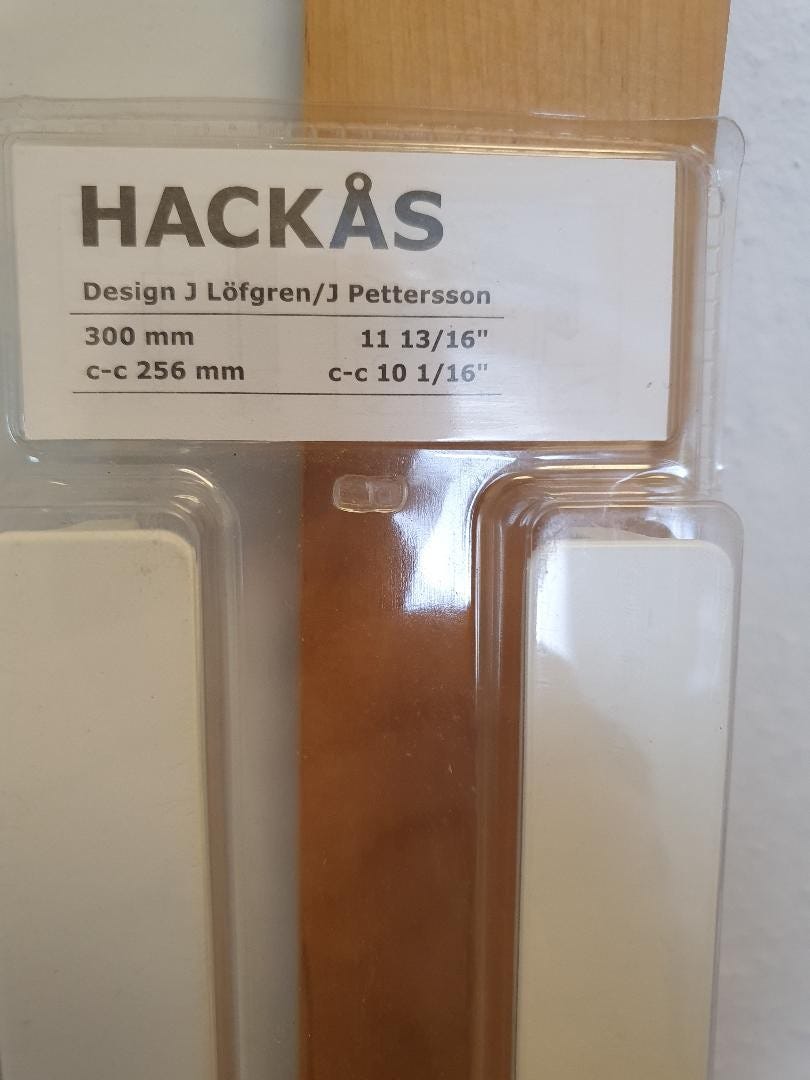 HACKÅS
Design J Löfgren/J Pettersson
300 mm 11 13/16"
c-c 256 mm c-c 10 1/16"